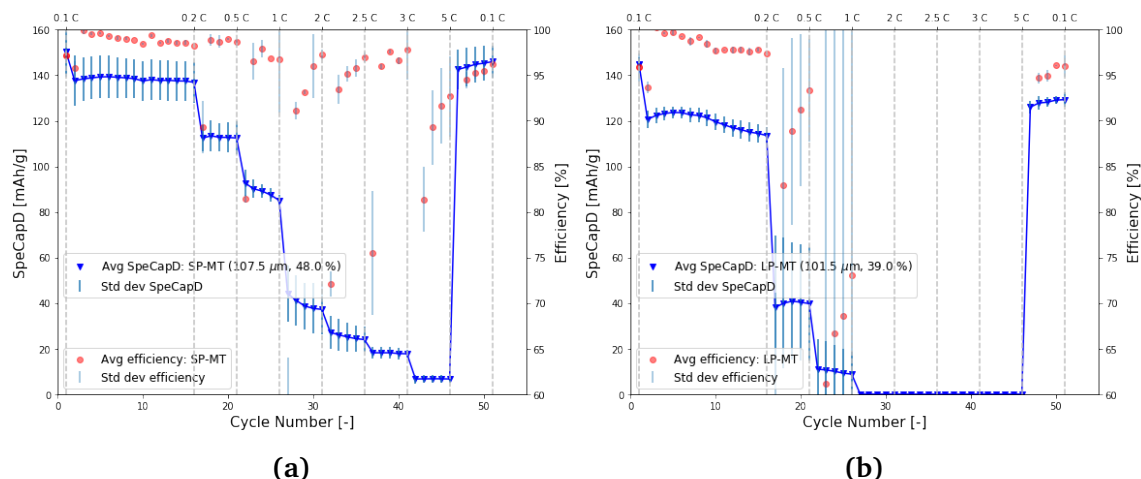 0.1 C 0.2 C 0.5 C 1 C 2 C 2.5 C 3 C 5 C 0.1 C
160
140
120
100
80
60
40
20
0
SpeCapD [mAh/g]
100
95
90
85
80
75
70
65
60
Efficiency [%]
Avg SpeCapD: SP-MT (107.5 μm, 48.0 %)
Std dev SpeCapD
Avg efficiency: SP-MT
Std dev efficiency
0 10 20 30 40 50
Cycle Number [-]
(a)
0.1 C 0.2 C 0.5 C 1 C 2 C 2.5 C 3 C 5 C 0.1 C
160
140
120
100
80
60
40
20
0
SpeCapD [mAh/g]
100
95
90
85
80
75
70
65
60
Efficiency [%]
Avg SpeCapD: LP-MT (101.5 μm, 39.0 %)
Std dev SpeCapD
Avg efficiency: LP-MT
Std dev efficiency
0 10 20 30 40 50
Cycle Number [-]
(b)